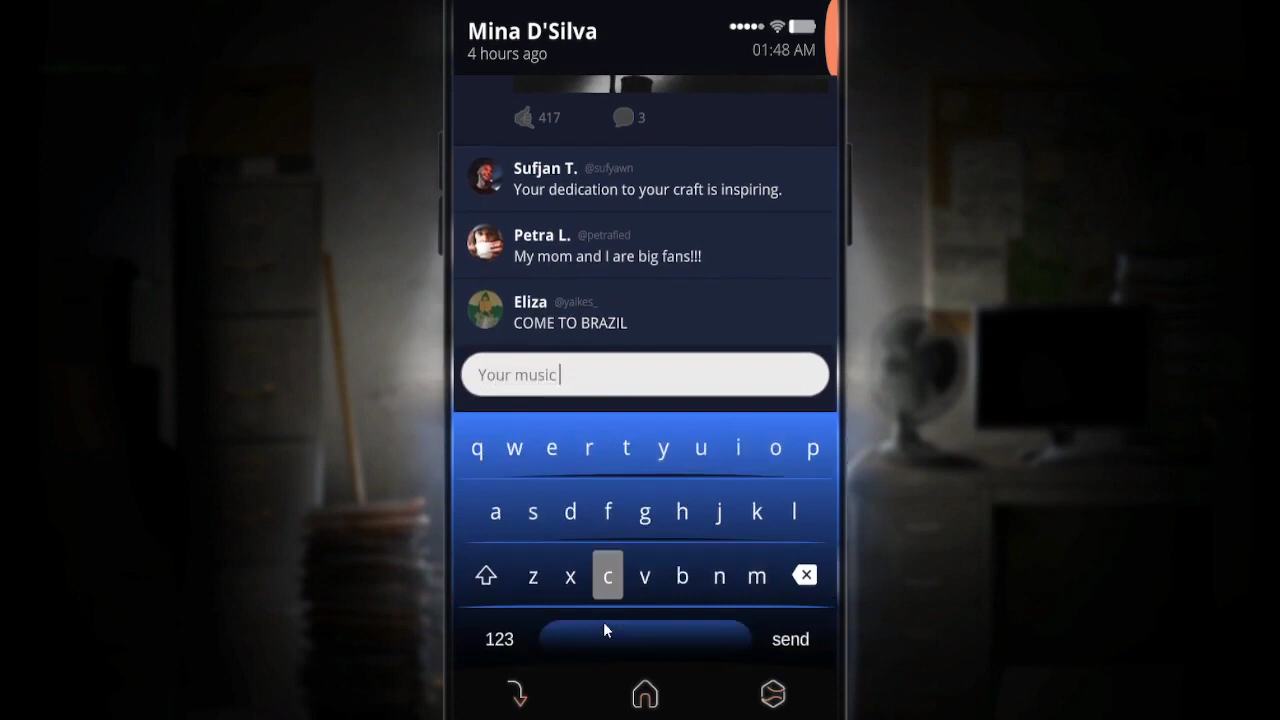 Mina D'Silva
4 hours ago
01:48 AM
417
3
Sufjan T. @sufyawn
Your dedication to your craft is inspiring.
Petra L. @petrafied
My mom and I are big fans!!!
Eliza @yaikes_
COME TO BRAZIL
Your music
q w e r t y u i o p
a s d f g h j k l
z x c v b n m
123
send